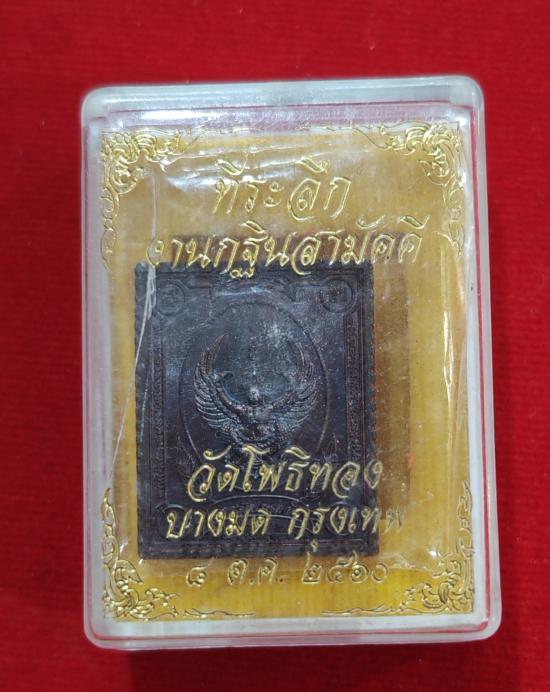 ที่ระลึก
งานกฐินสามัคคี
วัดโพธิทอง
บางมด กรุงเทพ
๘ ต.ค. ๒๕๖๐